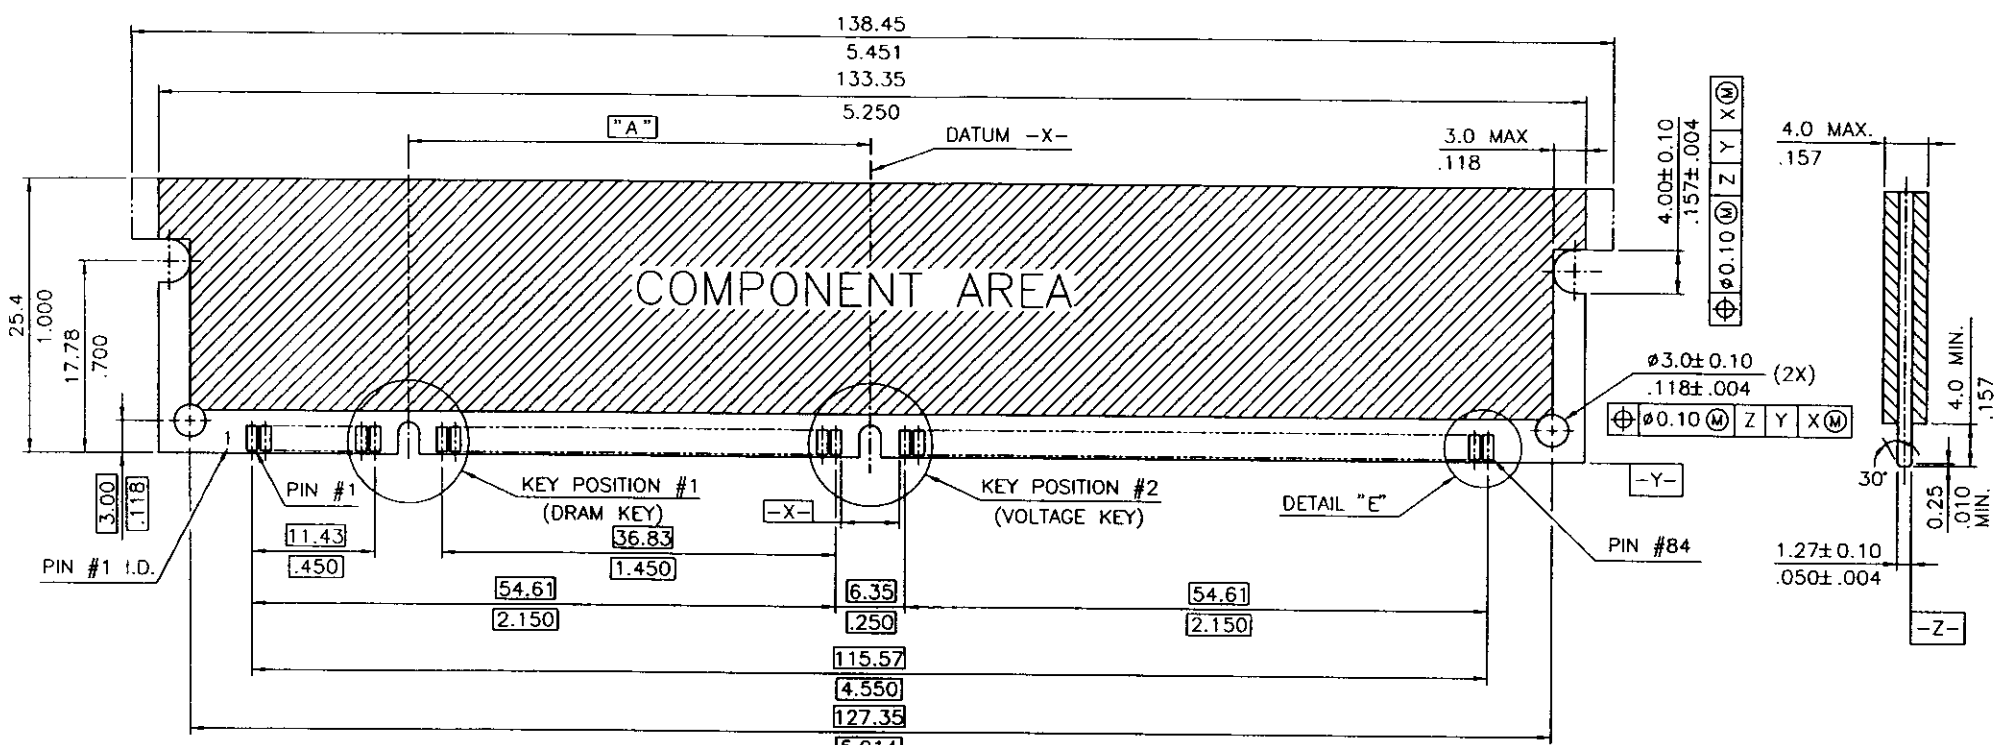 138.45
5.451
133.35
5.250
"A"
DATUM -X-
3.0 MAX
.118
4.00±0.10
.157±.004
⌖ ø0.10 Ⓜ Z Y X Ⓜ
4.0 MAX.
.157
25.4
1.000
17.78
.700
COMPONENT AREA
ø3.0±0.10
.118±.004
(2X)
⌖ ø0.10 Ⓜ Z Y X Ⓜ
4.0 MIN.
.157
1
3.00
.118
PIN #1
KEY POSITION #1
(DRAM KEY)
-X-
KEY POSITION #2
(VOLTAGE KEY)
DETAIL "E"
-Y-
30°
0.25
.010
MIN.
PIN #1 I.D.
11.43
.450
36.83
1.450
PIN #84
1.27±0.10
.050±.004
54.61
2.150
6.35
.250
54.61
2.150
-Z-
115.57
4.550
127.35